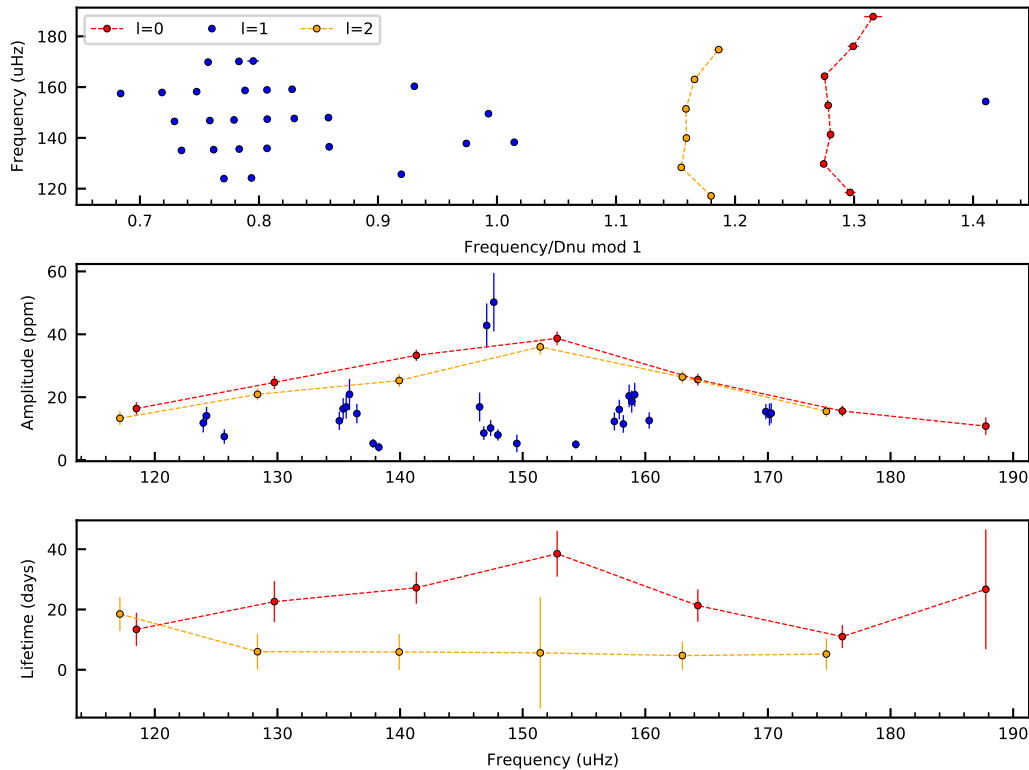 l=0 l=1 l=2
Frequency (uHz)
180
160
140
120
0.7 0.8 0.9 1.0 1.1 1.2 1.3 1.4
Frequency/Dnu mod 1
Amplitude (ppm)
60
40
20
0
120 130 140 150 160 170 180 190
Lifetime (days)
40
20
0
120 130 140 150 160 170 180 190
Frequency (uHz)